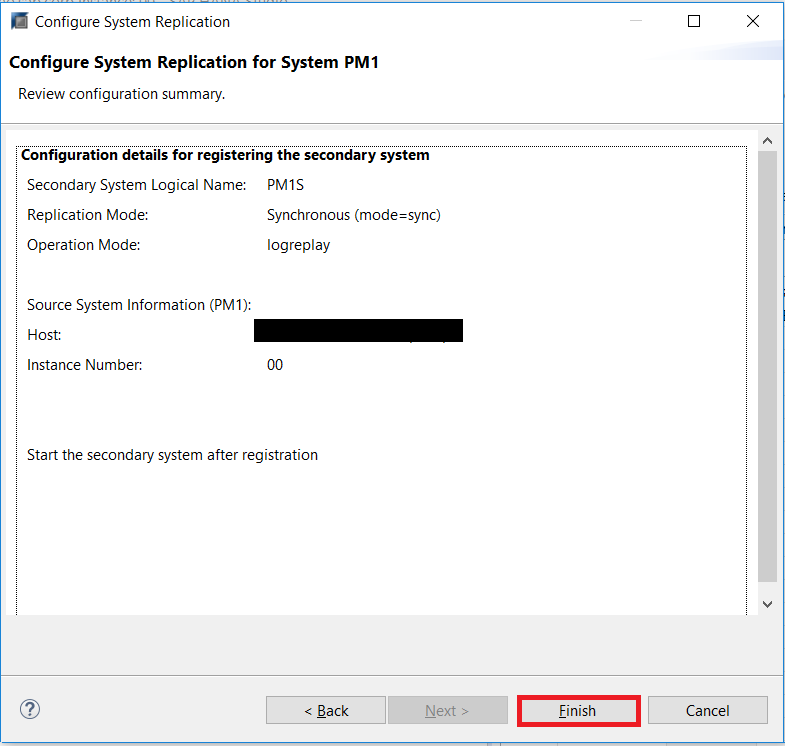 Configure System Replication
Configure System Replication for System PM1
Review configuration summary.
Configuration details for registering the secondary system
Secondary System Logical Name: PM1S
Replication Mode: Synchronous (mode=sync)
Operation Mode: logreplay
Source System Information (PM1):
Host:
Instance Number: 00
Start the secondary system after registration
< Back Next > Finish Cancel